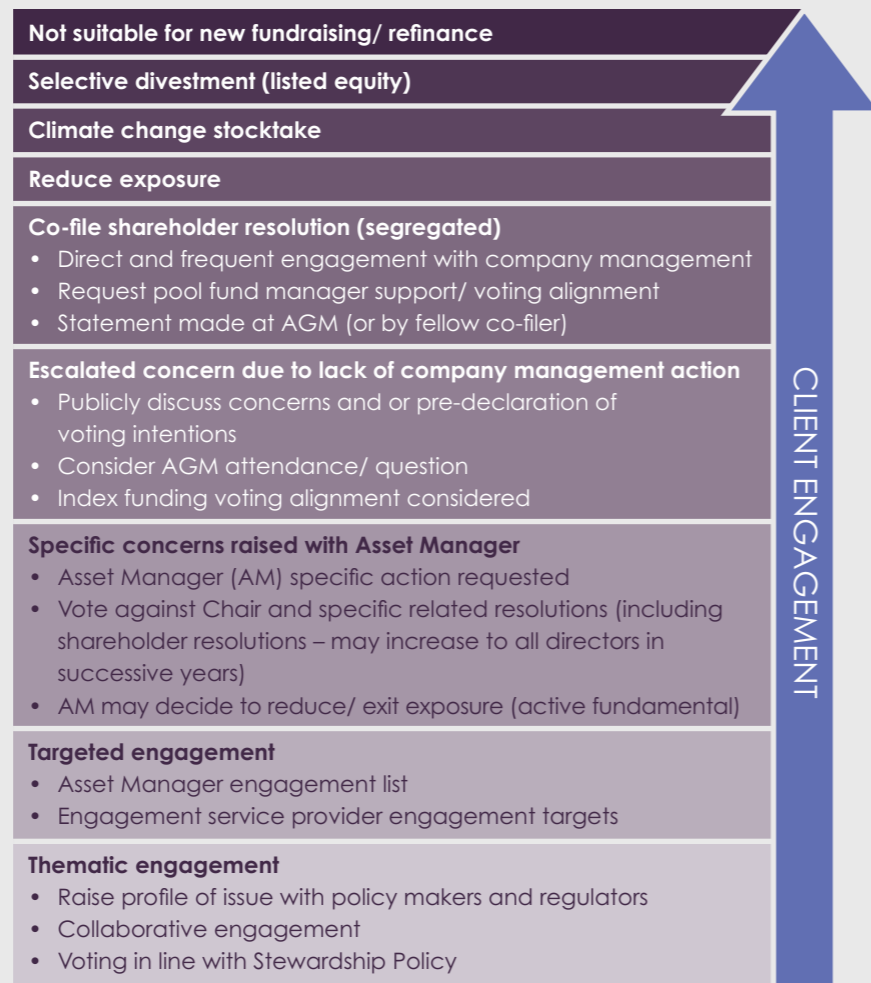 Not suitable for new fundraising/ refinance
Selective divestment (listed equity)
Climate change stocktake
Reduce exposure
Co-file shareholder resolution (segregated)
• Direct and frequent engagement with company management
• Request pool fund manager support/ voting alignment
• Statement made at AGM (or by fellow co-filer)
Escalated concern due to lack of company management action
• Publicly discuss concerns and or pre-declaration of
voting intentions
• Consider AGM attendance/ question
• Index funding voting alignment considered
Specific concerns raised with Asset Manager
• Asset Manager (AM) specific action requested
• Vote against Chair and specific related resolutions (including
shareholder resolutions – may increase to all directors in
successive years)
• AM may decide to reduce/ exit exposure (active fundamental)
Targeted engagement
• Asset Manager engagement list
• Engagement service provider engagement targets
Thematic engagement
• Raise profile of issue with policy makers and regulators
• Collaborative engagement
• Voting in line with Stewardship Policy
CLIENT ENGAGEMENT